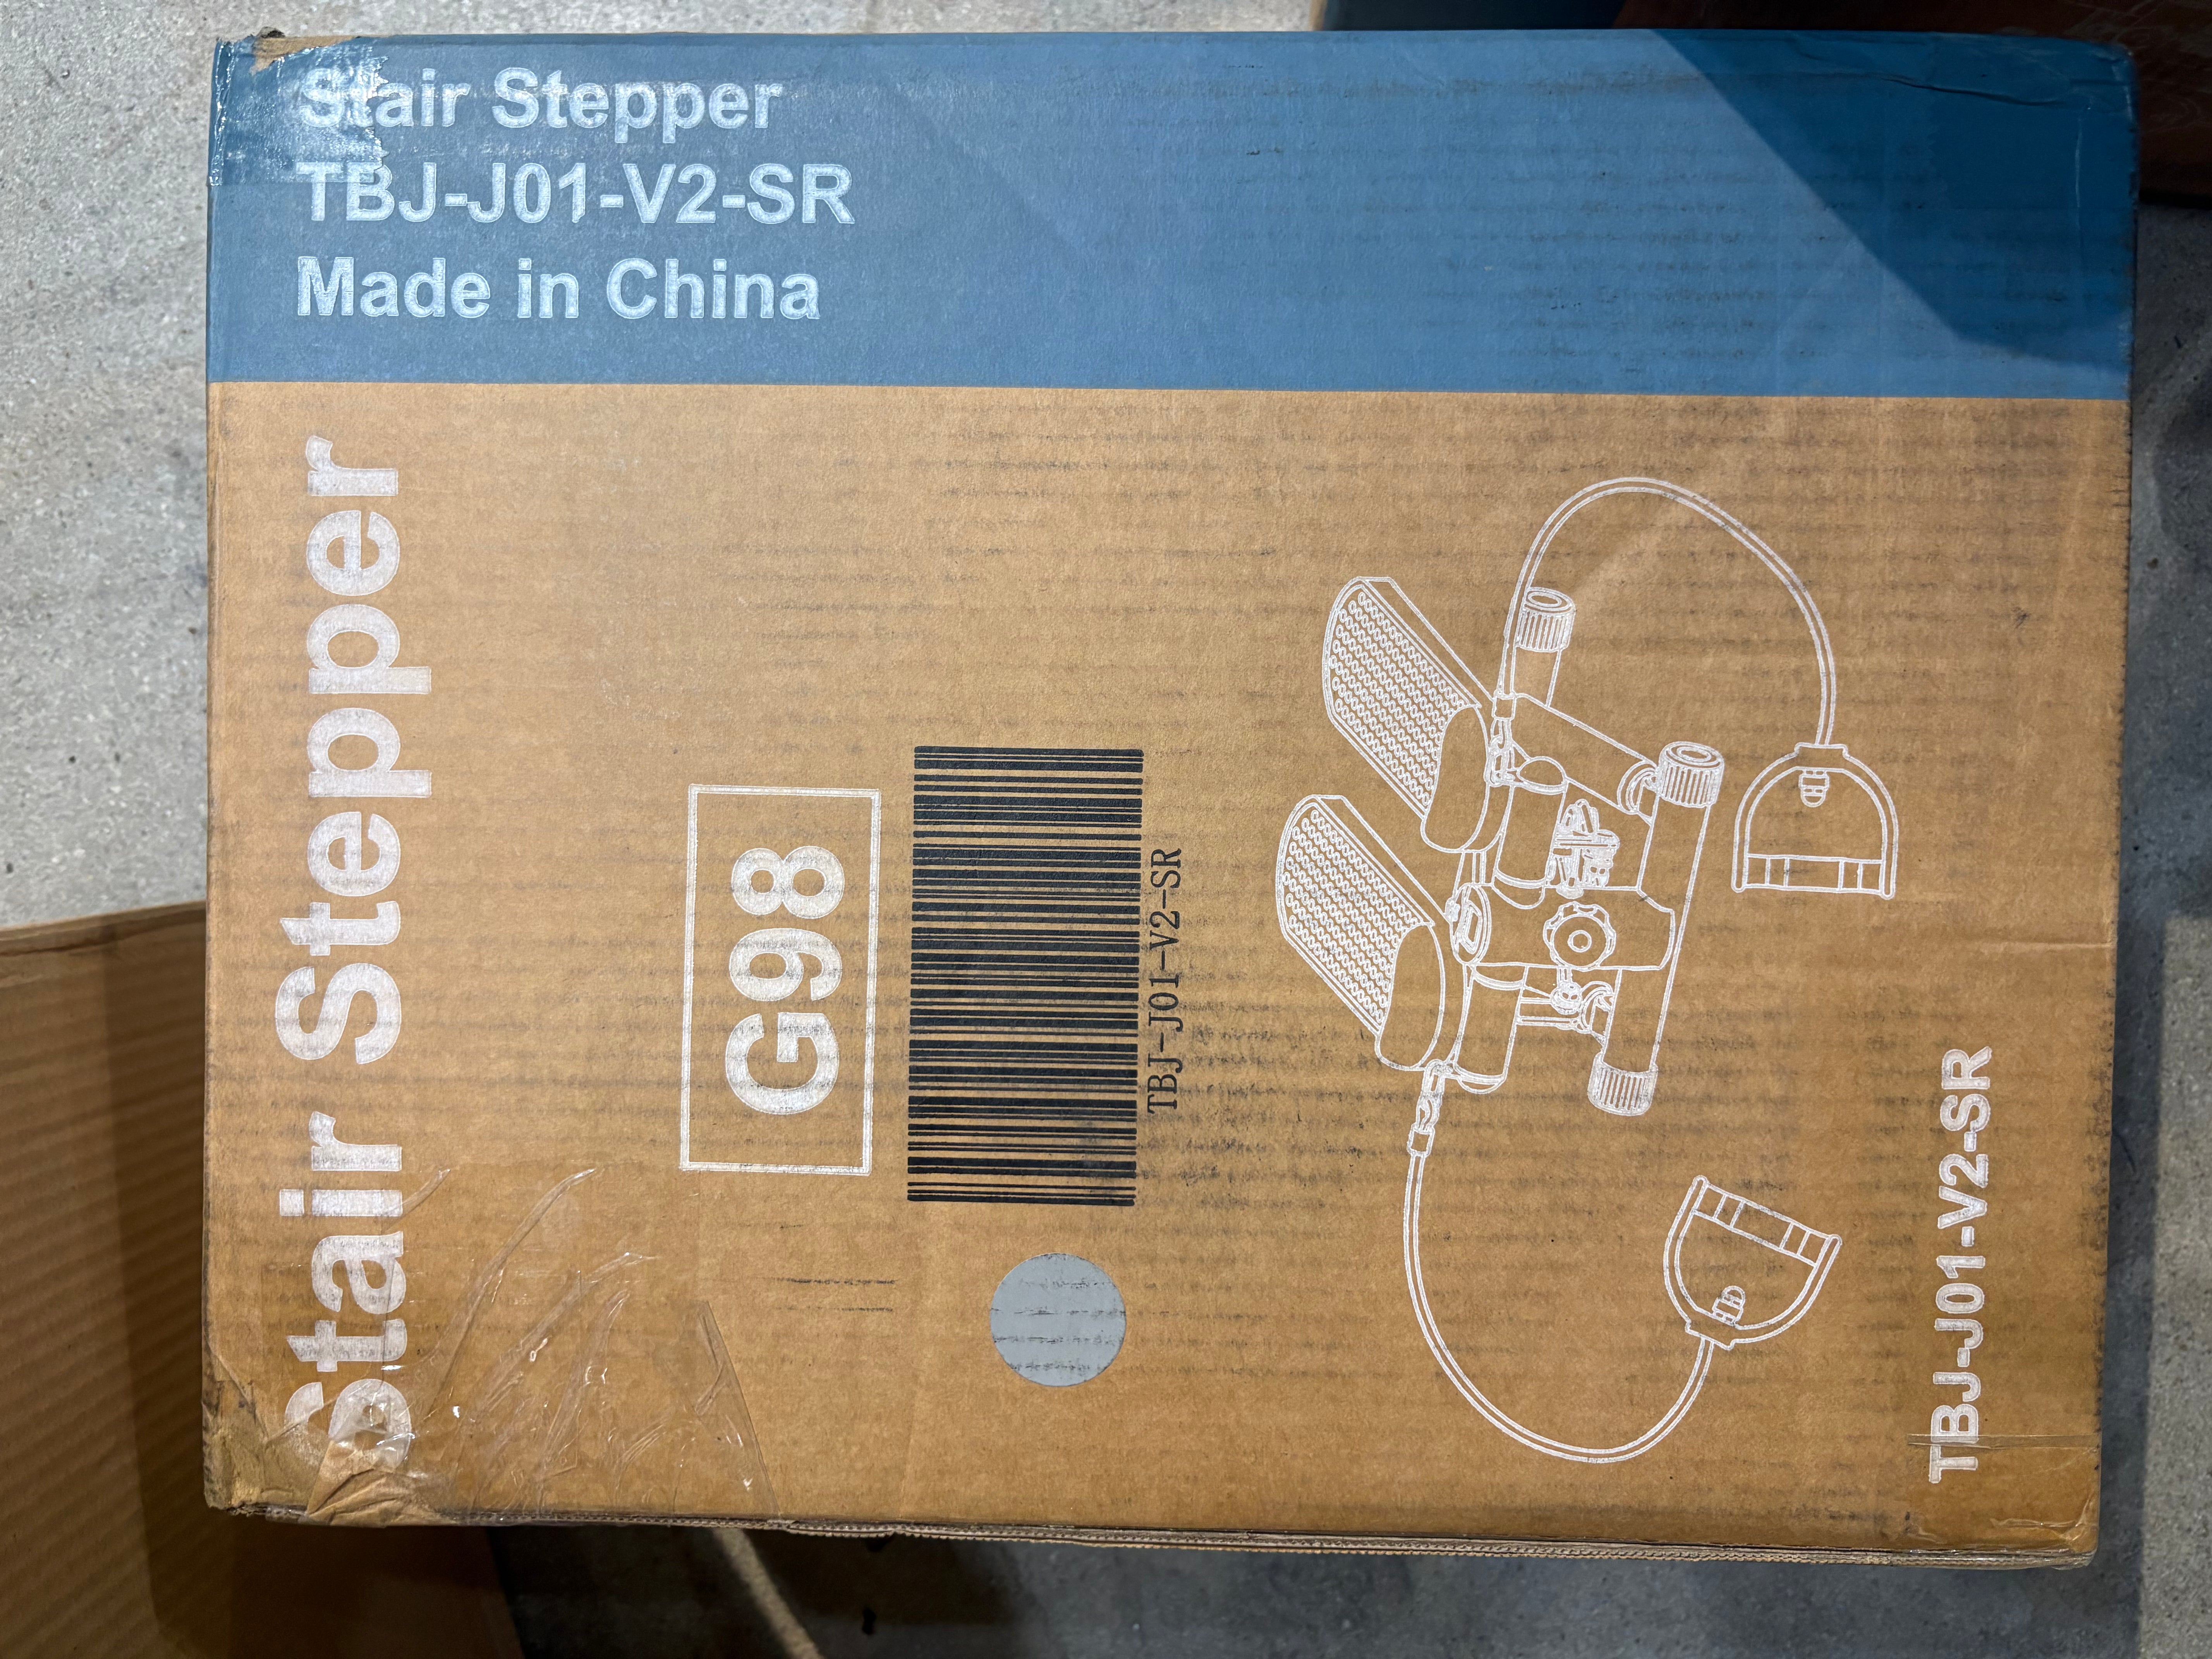 Stair Stepper
TBJ-J01-V2-SR
Made in China
Stair Stepper
G98
TBJ-J01-V2-SR
TBJ-J01-V2-SR